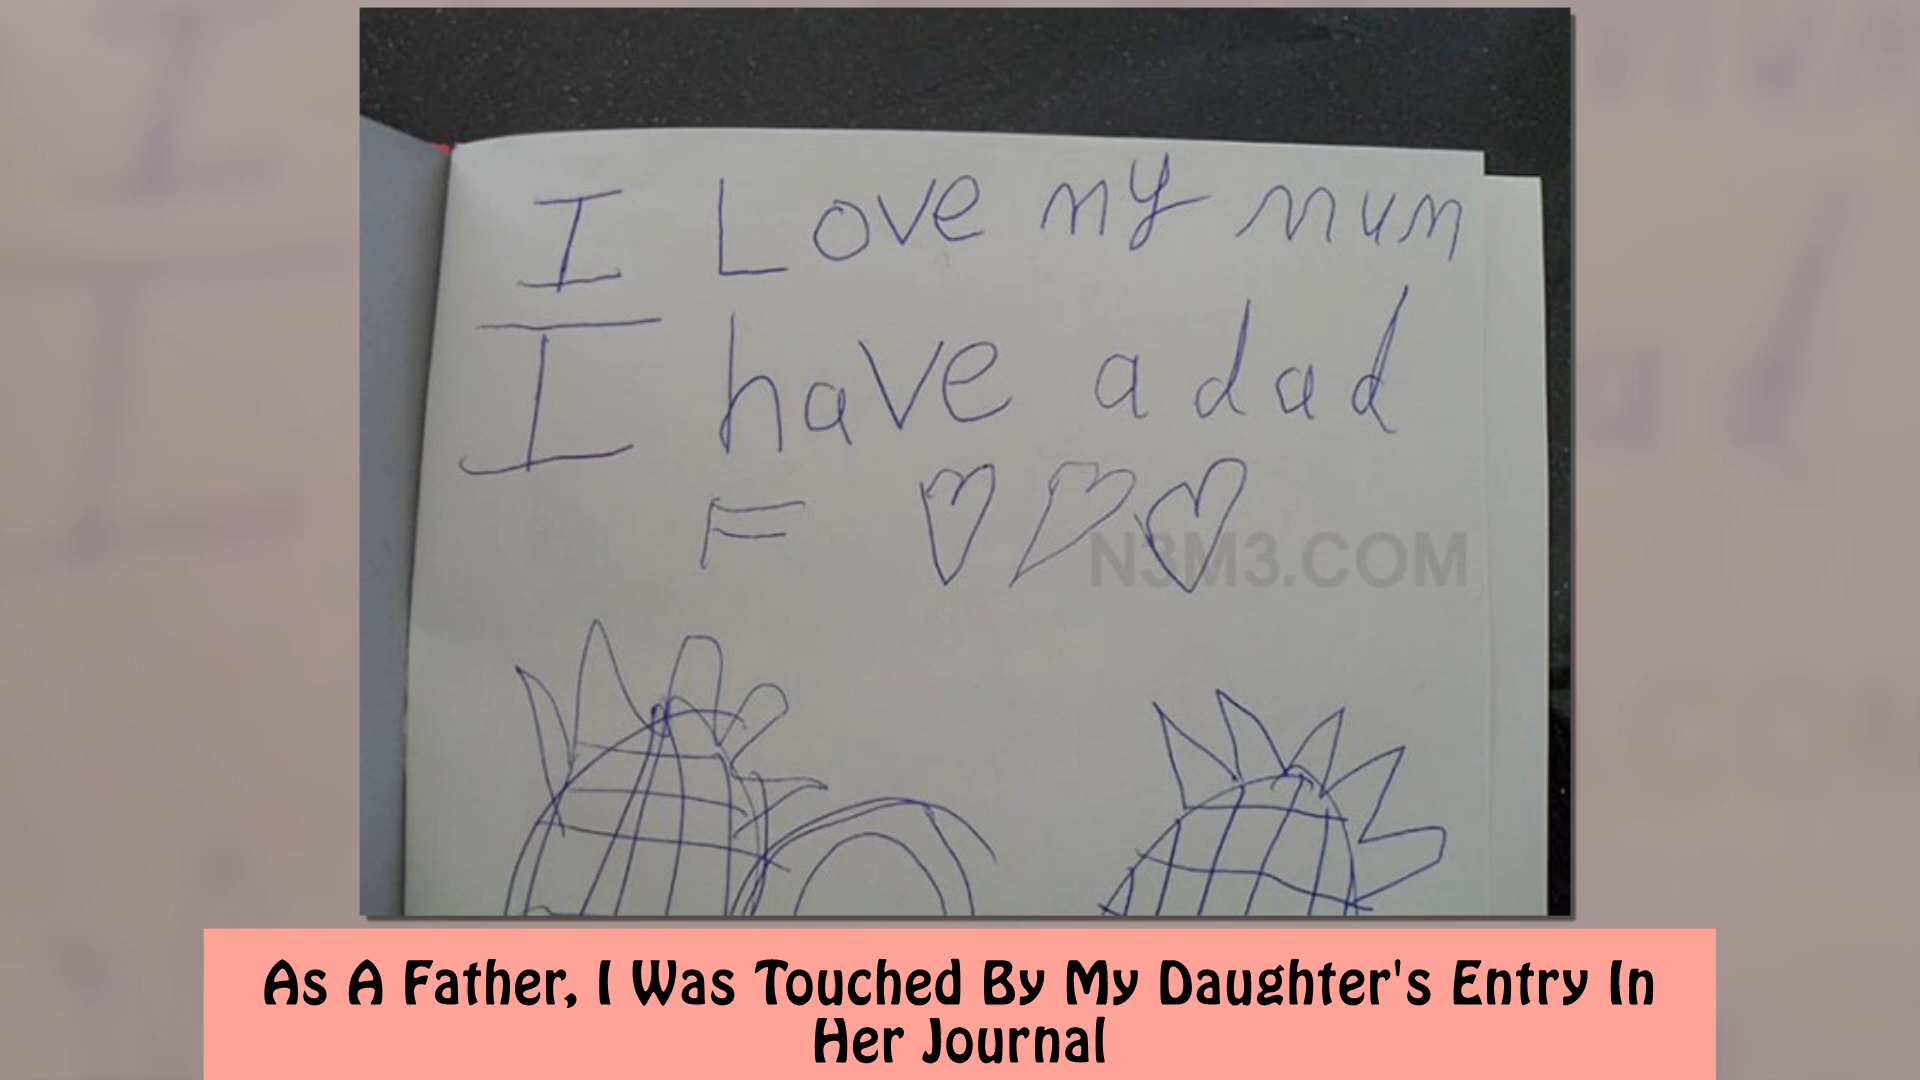 I Love my mum
I have a dad
F
N3M3.COM
As A Father, I Was Touched By My Daughter's Entry In
Her Journal